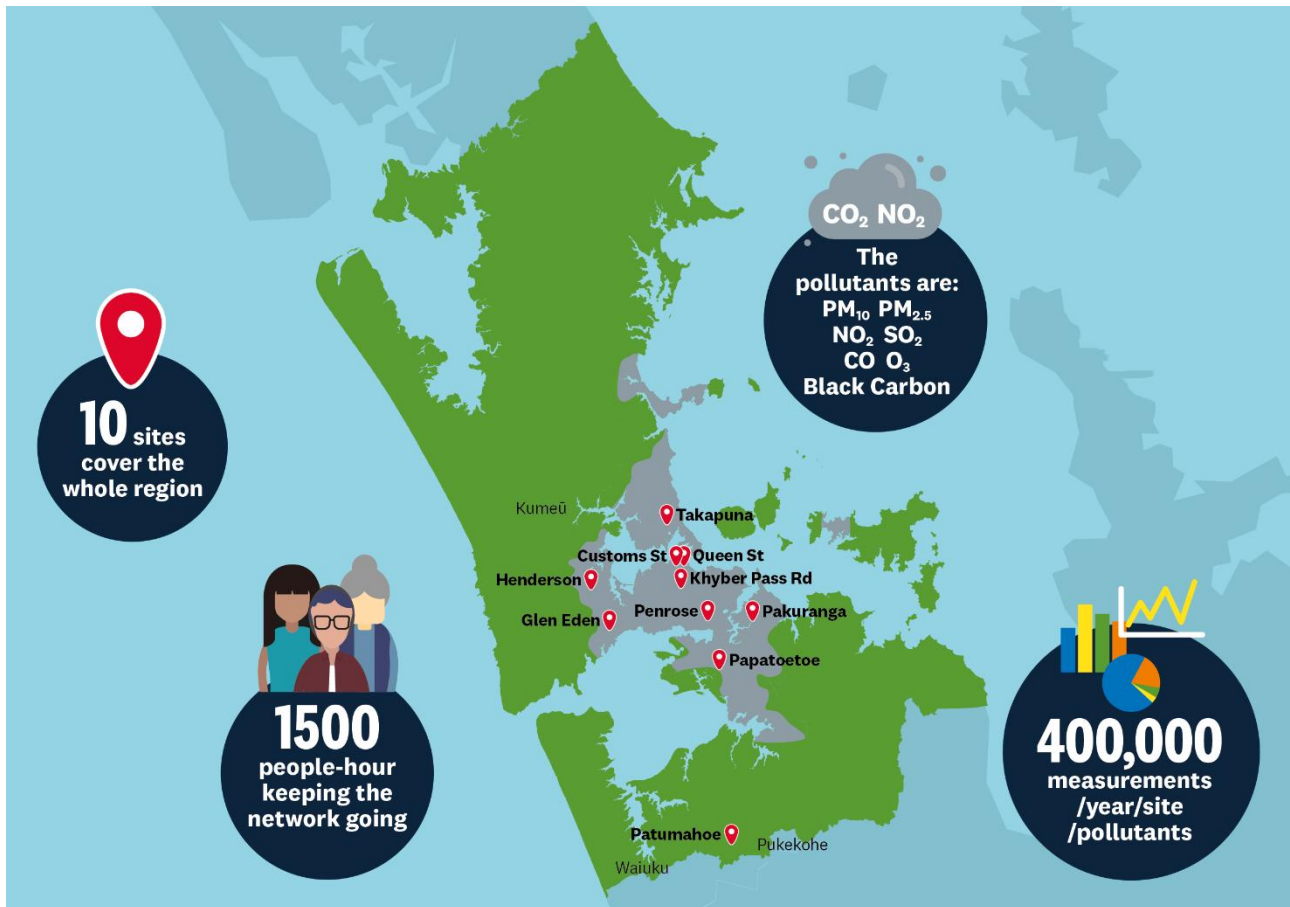 CO₂ NO₂
The
pollutants are:
PM₁₀ PM₂.₅
NO₂ SO₂
CO O₃
Black Carbon
10 sites
cover the
whole region
Kumeū
Takapuna
Customs St
Queen St
Henderson
Khyber Pass Rd
Glen Eden
Penrose
Pakuranga
Papatoetoe
1500
people-hour
keeping the
network going
400,000
measurements
/year/site
/pollutants
Patumahoe
Pukekohe
Waiuku